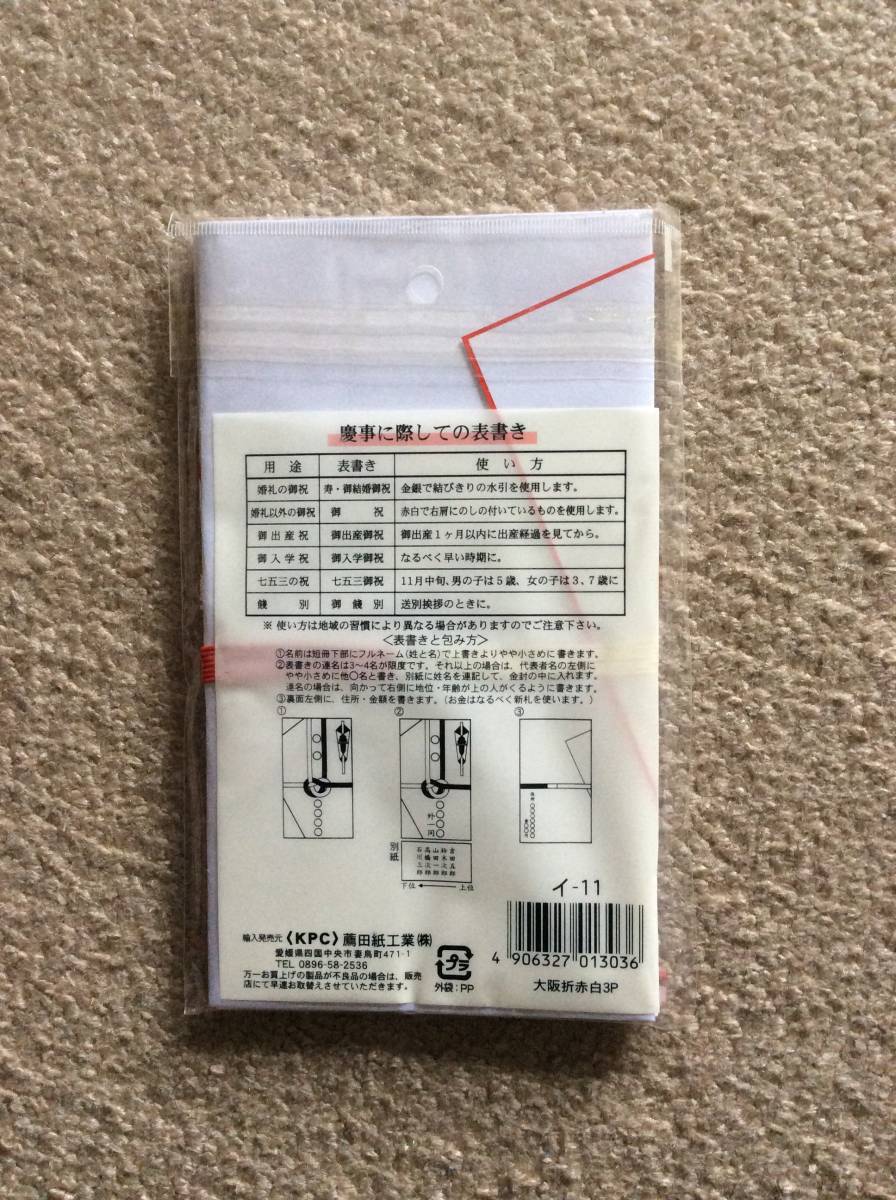 慶事に際しての表書き
用途 表書き 使い方
婚礼の御祝 寿・御結婚御祝 金銀で結びきりの水引を使用します。
婚礼以外の御祝 御祝 赤白で右肩にのしの付いているものを使用します。
御出産祝 御出産御祝 御出産1ヶ月以内に出産経過を見てから。
御入学祝 御入学御祝 なるべく早い時期に。
七五三の祝 七五三御祝 11月中旬、男の子は5歳、女の子は3、7歳に
餞別 御餞別 送別挨拶のときに。
※ 使い方は地域の習慣により異なる場合がありますのでご注意下さい。
〈表書きと包み方〉
①名前は短冊下部にフルネーム(姓と名)で上書きよりやや小さめに書きます。
②表書きの連名は3〜4名が限度です。それ以上の場合は、代表者名の左側に
やや小さめに他〇名と書き、別紙に姓名を連記して、金封の中に入れます。
連名の場合は、向かって右側に地位・年齢が上の人がくるように書きます。
③裏面左側に、住所・金額を書きます。(お金はなるべく新札を使います。)
① ② ③
外一同
別紙
下位 ← 上位
イ-11
輸入発売元 〈KPC〉 薦田紙工業㈱
愛媛県四国中央市妻鳥町471-1
TEL 0896-58-2536
万一お買上げの製品が不良品の場合は、販売
店にて早速お取替えさせていただきます。
プラ
外袋:PP
4 906327 013036
大阪折赤白3P